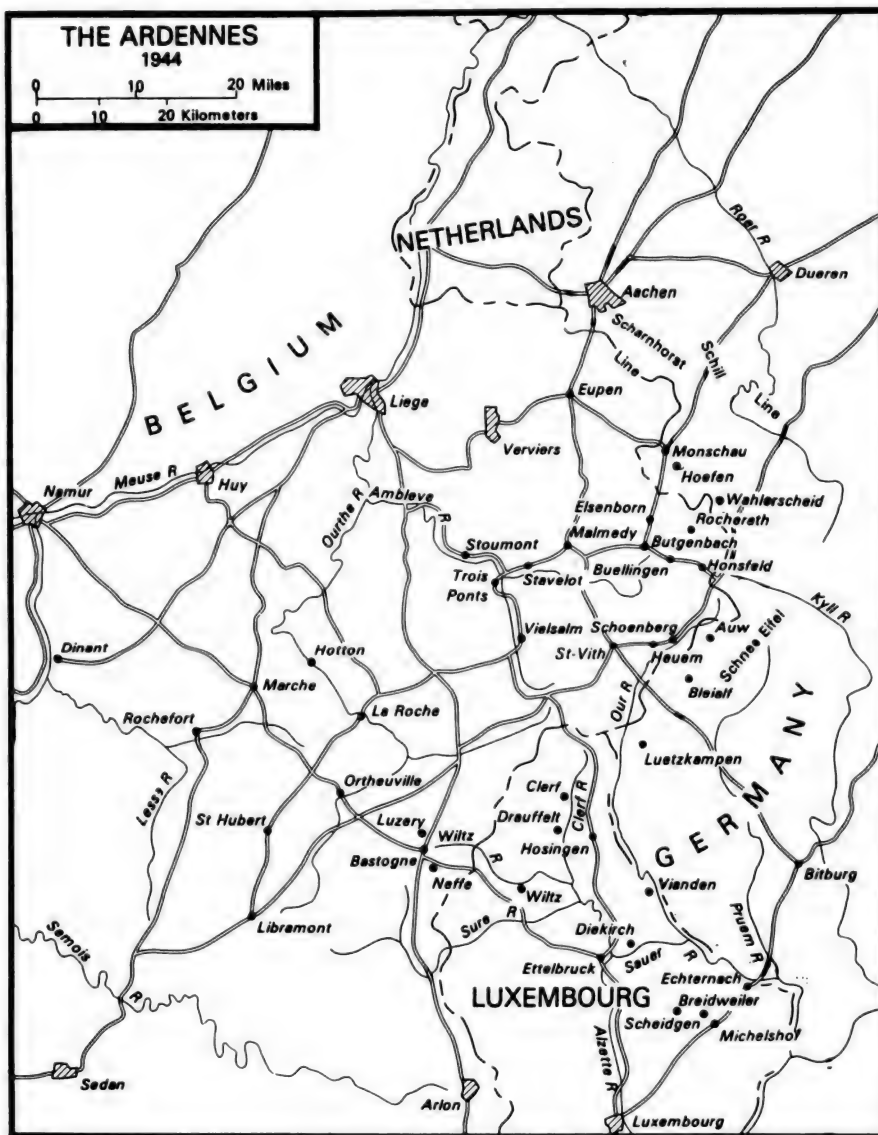 THE ARDENNES
1944
0 10 20 Miles
0 10 20 Kilometers
NETHERLANDS
Roer R
Dueren
Aachen
Scharnhorst
Line
Schill
Line
BELGIUM
Liege
Eupen
Verviers
Monschau
Hoefen
Meuse R
Namur
Huy
Ourthe R
Ambleve
R
Elsenborn
Wahlerscheid
Rocherath
Malmedy
Butgenbach
Stoumont
Trois
Ponts
Stavelot
Buellingen
Honsfeld
Kyll R
Dinant
Hotton
Vielsalm
Schoenberg
Auw
St-Vith
Heuem
Schnee Eifel
Bleialf
Marche
Our R
Rochefort
La Roche
Luetzkampen
Lesse R
Ortheuville
Clerf
Clerf R
GERMANY
St Hubert
Luzery
Drauffelt
Wiltz
Hosingen
Bastogne
R
Bitburg
Neffe
Wiltz
Vianden
Libramont
Sure
R
Diekirch
Pruem R
Semois
R
Ettelbruck
Sauer
R
Echternach
LUXEMBOURG
Breidweiler
Scheidgen
Michelshof
Alzette R
Sedan
Arlon
Luxembourg